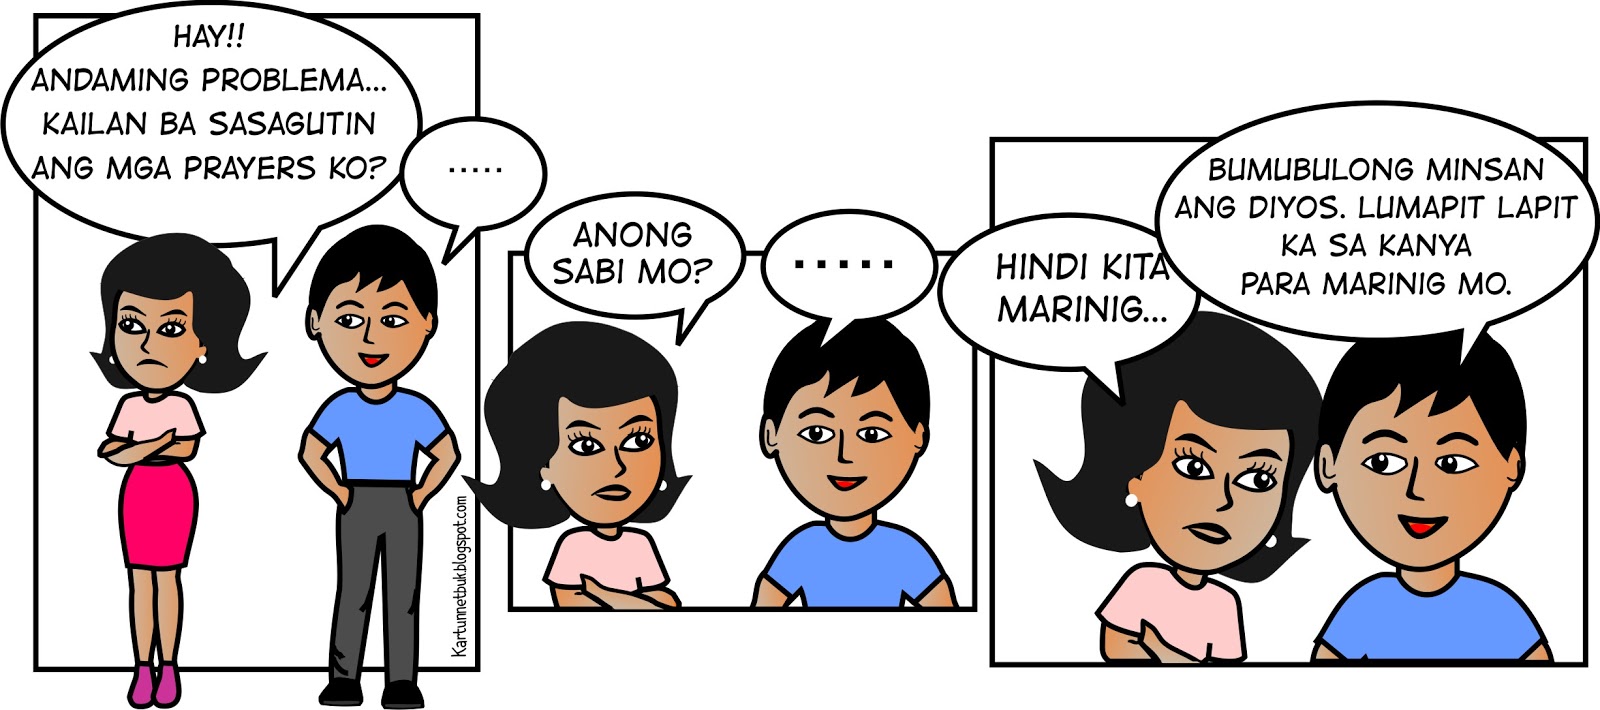 HAY!!
ANDAMING PROBLEMA...
KAILAN BA SASAGUTIN
ANG MGA PRAYERS KO?
.....
Kartunnetbuk.blogspot.com
ANONG
SABI MO?
.....
HINDI KITA
MARINIG...
BUMUBULONG MINSAN
ANG DIYOS. LUMAPIT LAPIT
KA SA KANYA
PARA MARINIG MO.